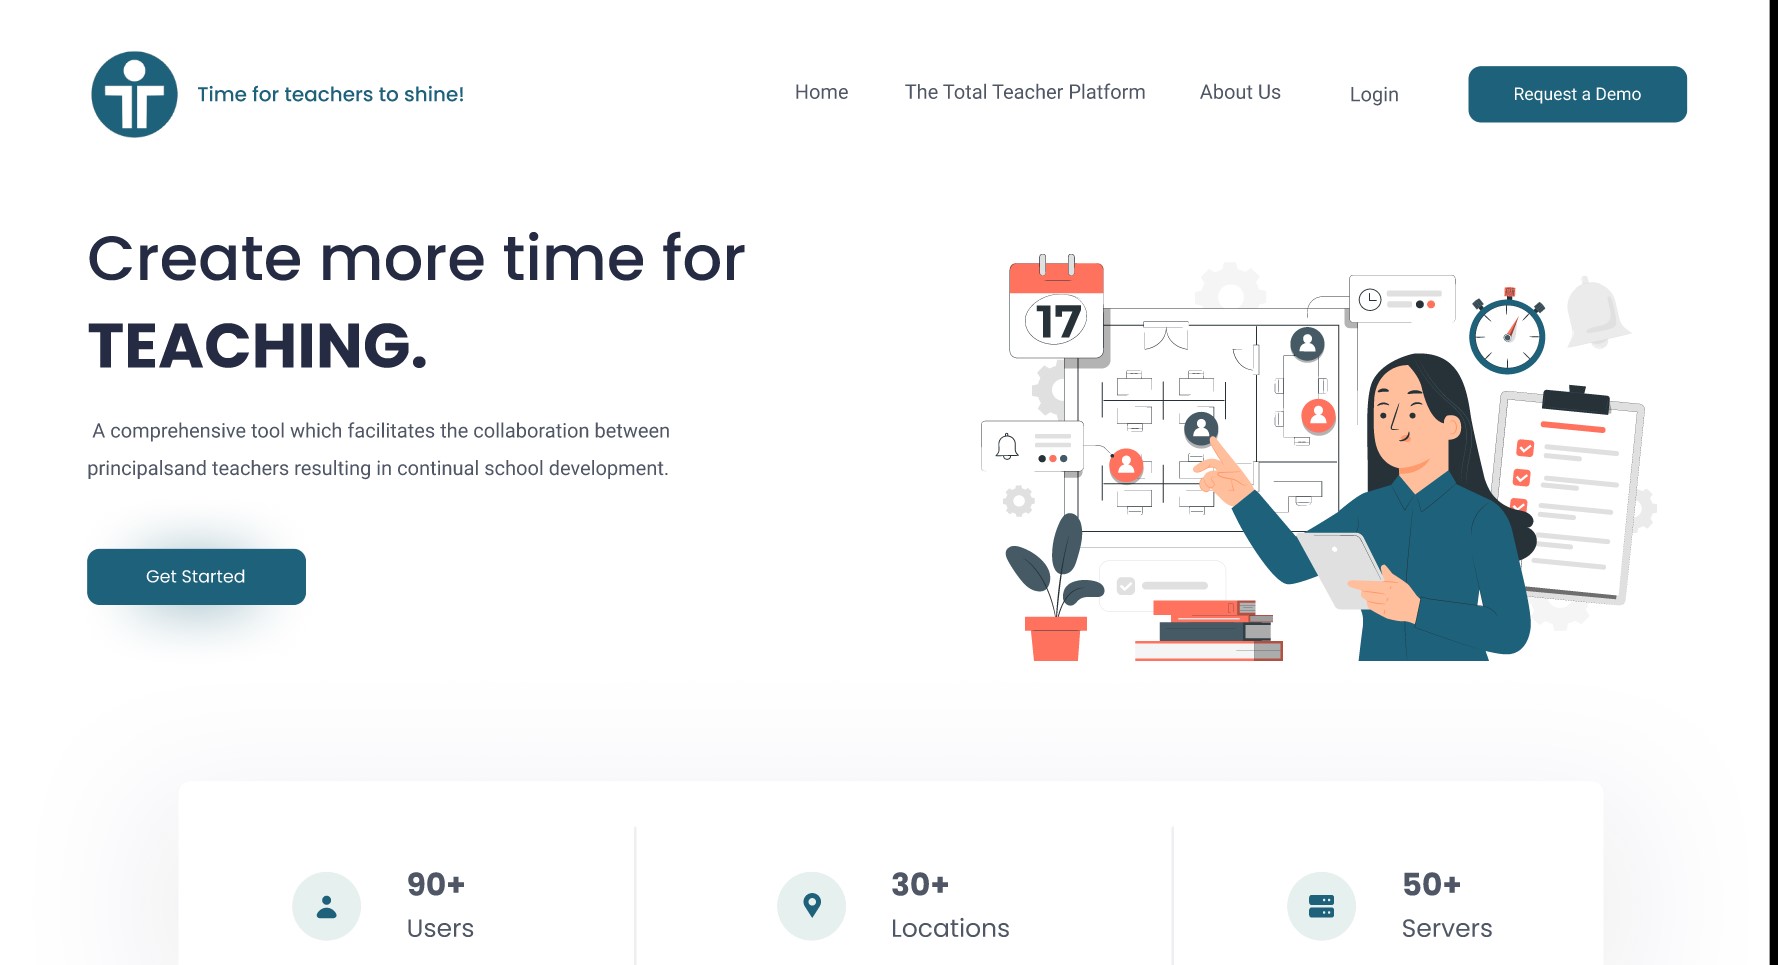 Time for teachers to shine!
Home
The Total Teacher Platform
About Us
Login
Request a Demo
Create more time for
TEACHING.
A comprehensive tool which facilitates the collaboration between
principalsand teachers resulting in continual school development.
Get Started
17
90+
Users
30+
Locations
50+
Servers